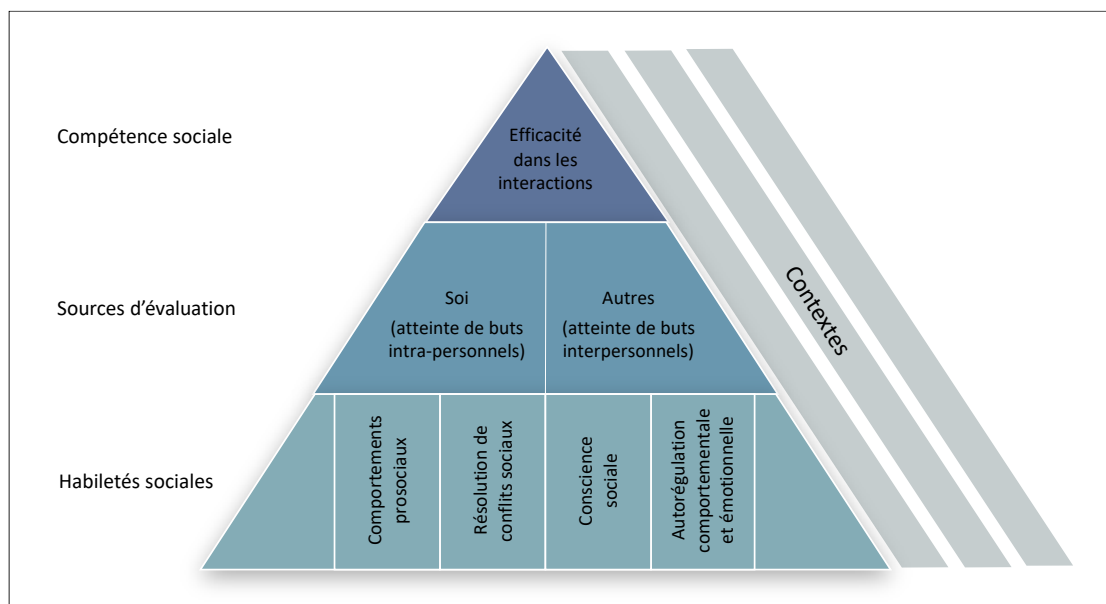 Compétence sociale
Efficacité
dans les
interactions
Sources d’évaluation
Soi
(atteinte de buts
intra-personnels)
Autres
(atteinte de buts
interpersonnels)
Contextes
Habiletés sociales
Comportements
prosociaux
Résolution de
conflits sociaux
Conscience
sociale
Autorégulation
comportementale
et émotionnelle